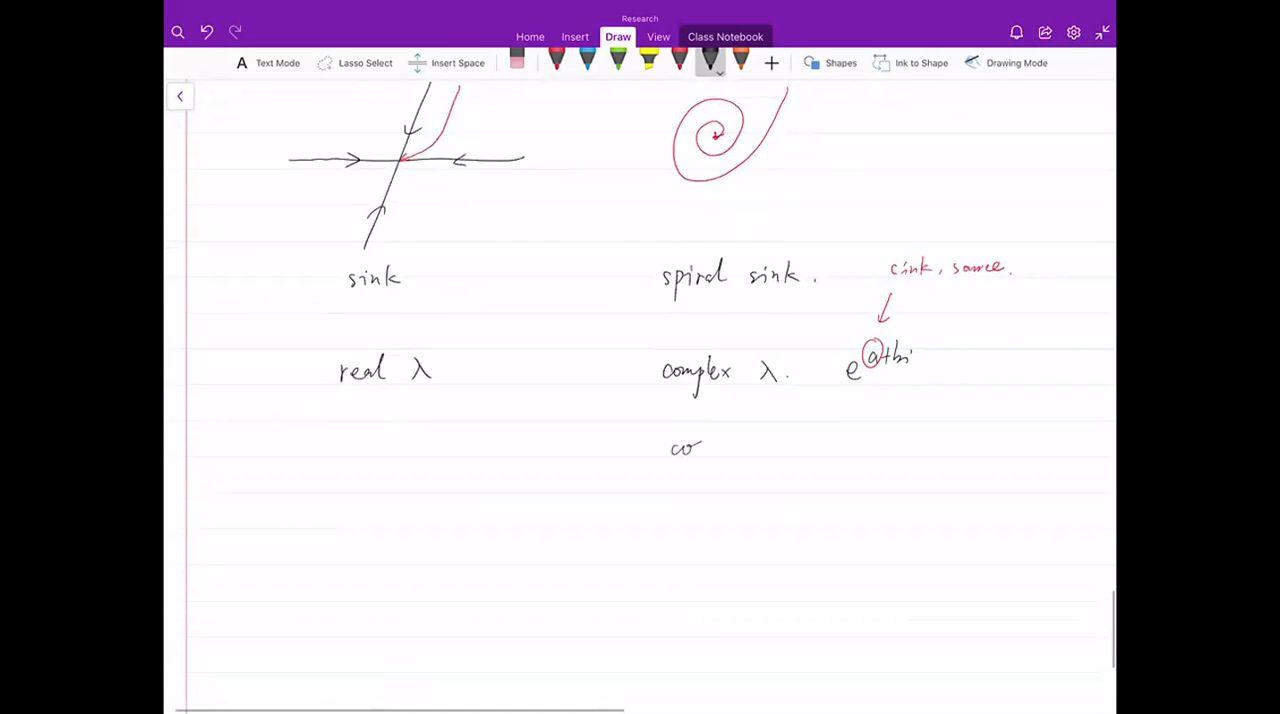 Research
Home Insert Draw View Class Notebook
A Text Mode Lasso Select Insert Space Shapes Ink to Shape Drawing Mode
sink
spiral sink.
cink, source.
real λ
complex λ. e^a+bi
co